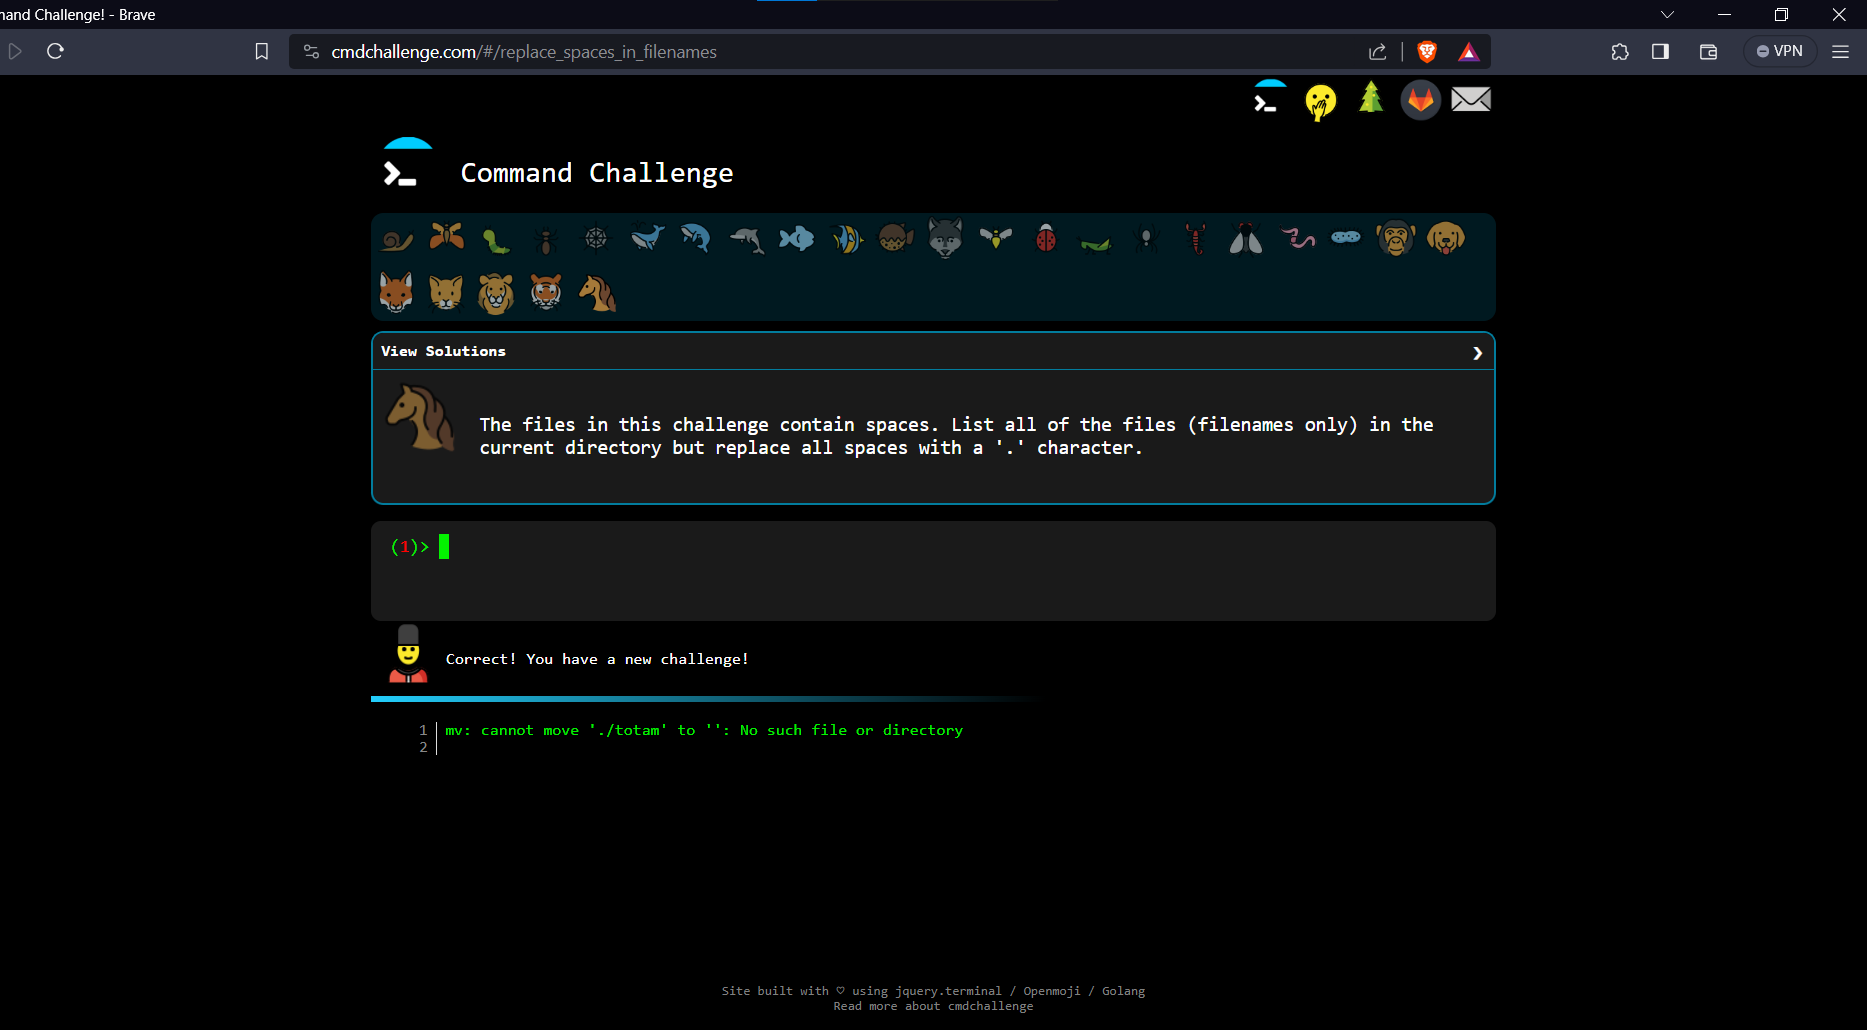 mand Challenge! - Brave
cmdchallenge.com/#/replace_spaces_in_filenames
VPN
Command Challenge
View Solutions
The files in this challenge contain spaces. List all of the files (filenames only) in the
current directory but replace all spaces with a '.' character.
(1)>
Correct! You have a new challenge!
1 mv: cannot move './totam' to '': No such file or directory
2
Site built with ♡ using jquery.terminal / Openmoji / Golang
Read more about cmdchallenge